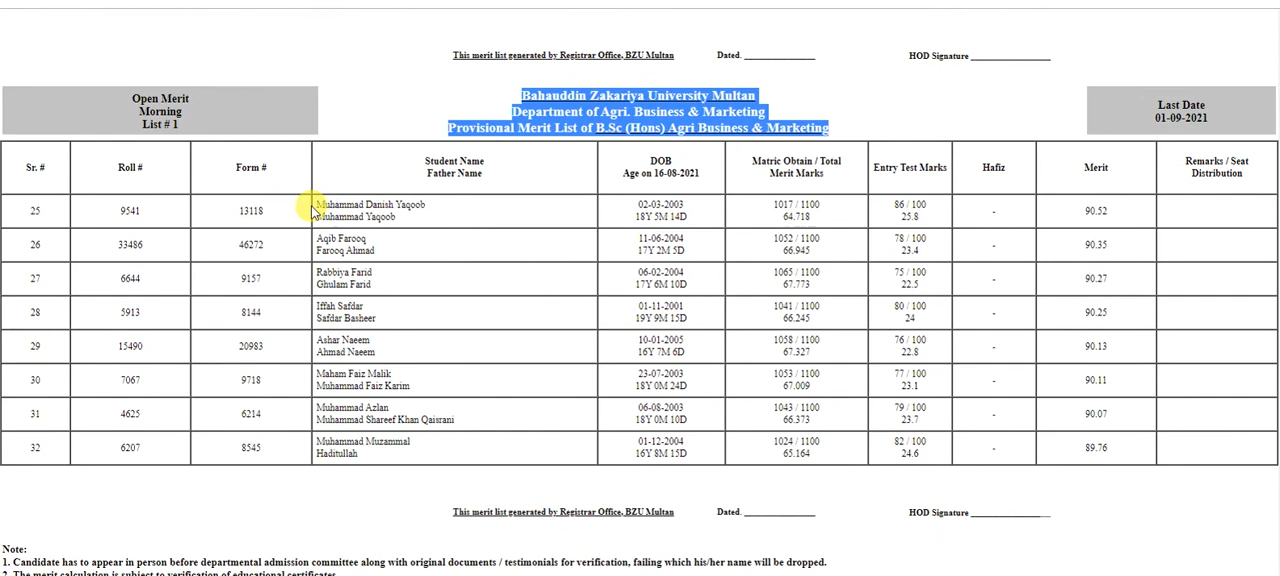 This merit list generated by Registrar Office, BZU Multan Dated. ________________ HOD Signature __________________
Open Merit
Morning
List # 1
Bahauddin Zakariya University Multan
Department of Agri. Business & Marketing
Provisional Merit List of B.Sc (Hons) Agri Business & Marketing
Last Date
01-09-2021
Sr. # Roll # Form # Student Name Father Name DOB Age on 16-08-2021 Matric Obtain / Total Merit Marks Entry Test Marks Hafiz Merit Remarks / Seat Distribution
25 9541 13118 Muhammad Danish Yaqoob 02-03-2003 1017 / 1100 86 / 100 - 90.52
Muhammad Yaqoob 18Y 5M 14D 64.718 25.8
26 33486 46272 Aqib Farooq 11-06-2004 1052 / 1100 78 / 100 - 90.35
Farooq Ahmad 17Y 2M 5D 66.945 23.4
27 6644 9157 Rabbiya Farid 06-02-2004 1065 / 1100 75 / 100 - 90.27
Ghulam Farid 17Y 6M 10D 67.773 22.5
28 5913 8144 Iffah Safdar 01-11-2001 1041 / 1100 80 / 100 - 90.25
Safdar Basheer 19Y 9M 15D 66.245 24
29 15490 20983 Ashar Naeem 10-01-2005 1058 / 1100 76 / 100 - 90.13
Ahmad Naeem 16Y 7M 6D 67.327 22.8
30 7067 9718 Maham Faiz Malik 23-07-2003 1053 / 1100 77 / 100 - 90.11
Muhammad Faiz Karim 18Y 0M 24D 67.009 23.1
31 4625 6214 Muhammad Azlan 06-08-2003 1043 / 1100 79 / 100 - 90.07
Muhammad Shareef Khan Qaisrani 18Y 0M 10D 66.373 23.7
32 6207 8545 Muhammad Muzammal 01-12-2004 1024 / 1100 82 / 100 - 89.76
Haditullah 16Y 8M 15D 65.164 24.6
This merit list generated by Registrar Office, BZU Multan Dated. ________________ HOD Signature __________________
Note:
1. Candidate has to appear in person before departmental admission committee along with original documents / testimonials for verification, failing which his/her name will be dropped.
2. The merit calculation is subject to verification of educational certificates.